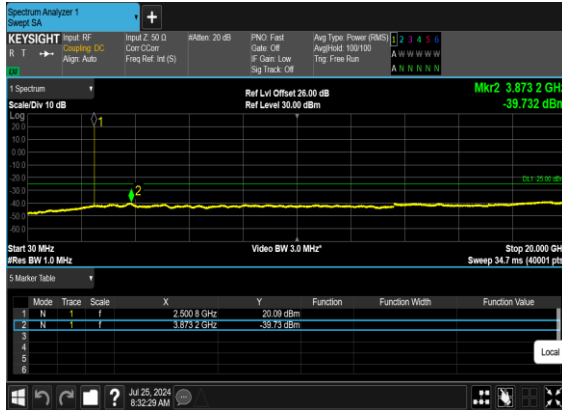 Spectrum Analyzer 1
Swept SA
+
KEYSIGHT Input: RF Input Z: 50 Ω #Atten: 20 dB PNO: Fast Avg Type: Power (RMS) 1 2 3 4 5 6
R T Coupling: DC Corr CCorr Gate: Off Avg|Hold: 100/100 A W W W W W
Align: Auto Freq Ref: Int (S) IF Gain: Low Trig: Free Run
Sig Track: Off A N N N N N
1 Spectrum Ref Lvl Offset 26.00 dB Mkr2 3.873 2 GHz
Scale/Div 10 dB Ref Level 30.00 dBm -39.732 dBm
Log
20.0
10.0
0.00
-10.0
-20.0
-30.0
-40.0
-50.0
-60.0
1
2
DL1 -25.00 dBm
Start 30 MHz Video BW 3.0 MHz* Stop 20.000 GH
#Res BW 1.0 MHz Sweep 34.7 ms (40001 pts
5 Marker Table
Mode Trace Scale X Y Function Function Width Function Value
1 N 1 f 2.500 8 GHz 20.09 dBm
2 N 1 f 3.873 2 GHz -39.73 dBm
3
4
5
6
Local
? Jul 25, 2024
8:32:29 AM